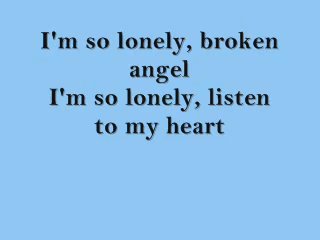 I'm so lonely, broken
angel
I'm so lonely, listen
to my heart